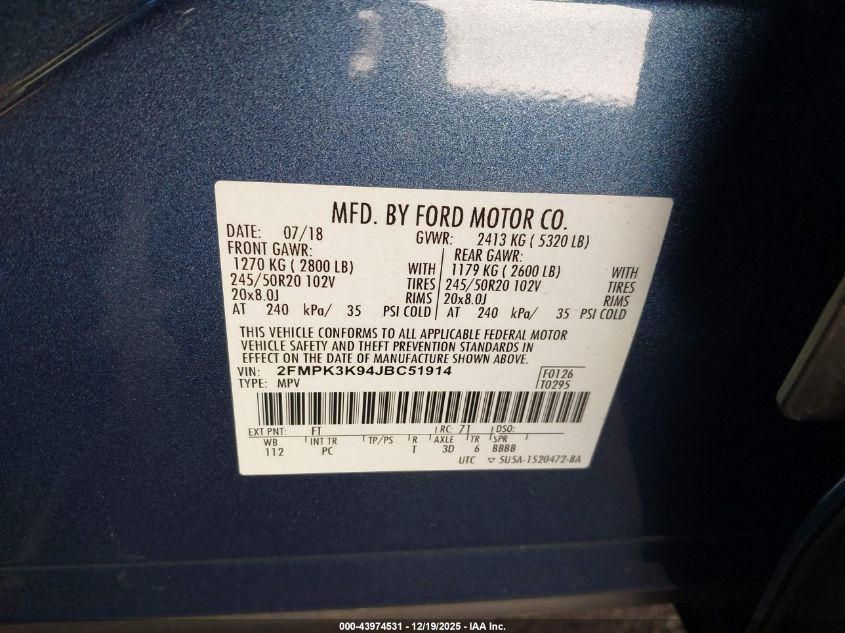 MFD. BY FORD MOTOR CO.
DATE: 07/18 GVWR: 2413 KG ( 5320 LB)
FRONT GAWR: REAR GAWR:
1270 KG ( 2800 LB) WITH 1179 KG ( 2600 LB) WITH
245/50R20 102V TIRES 245/50R20 102V TIRES
20x8.0J RIMS 20x8.0J RIMS
AT 240 kPa/ 35 PSI COLD AT 240 kPa/ 35 PSI COLD
THIS VEHICLE CONFORMS TO ALL APPLICABLE FEDERAL MOTOR
VEHICLE SAFETY AND THEFT PREVENTION STANDARDS IN
EFFECT ON THE DATE OF MANUFACTURE SHOWN ABOVE.
VIN: 2FMPK3K94JBC51914 F0126
TYPE: MPV T0295
EXT PNT: FT RC: 71 DSO:
WB INT TR TP/PS R AXLE TR SPR
112 PC T 3D 6 BBBB
UTC ▽ 5U5A-1520472-BA
000-43974531 - 12/19/2025 - IAA Inc.